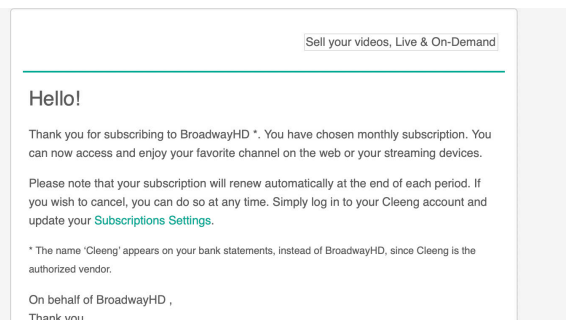 Sell your videos, Live & On-Demand
Hello!
Thank you for subscribing to BroadwayHD *. You have chosen monthly subscription. You
can now access and enjoy your favorite channel on the web or your streaming devices.
Please note that your subscription will renew automatically at the end of each period. If
you wish to cancel, you can do so at any time. Simply log in to your Cleeng account and
update your Subscriptions Settings.
* The name ‘Cleeng’ appears on your bank statements, instead of BroadwayHD, since Cleeng is the
authorized vendor.
On behalf of BroadwayHD ,
Thank you